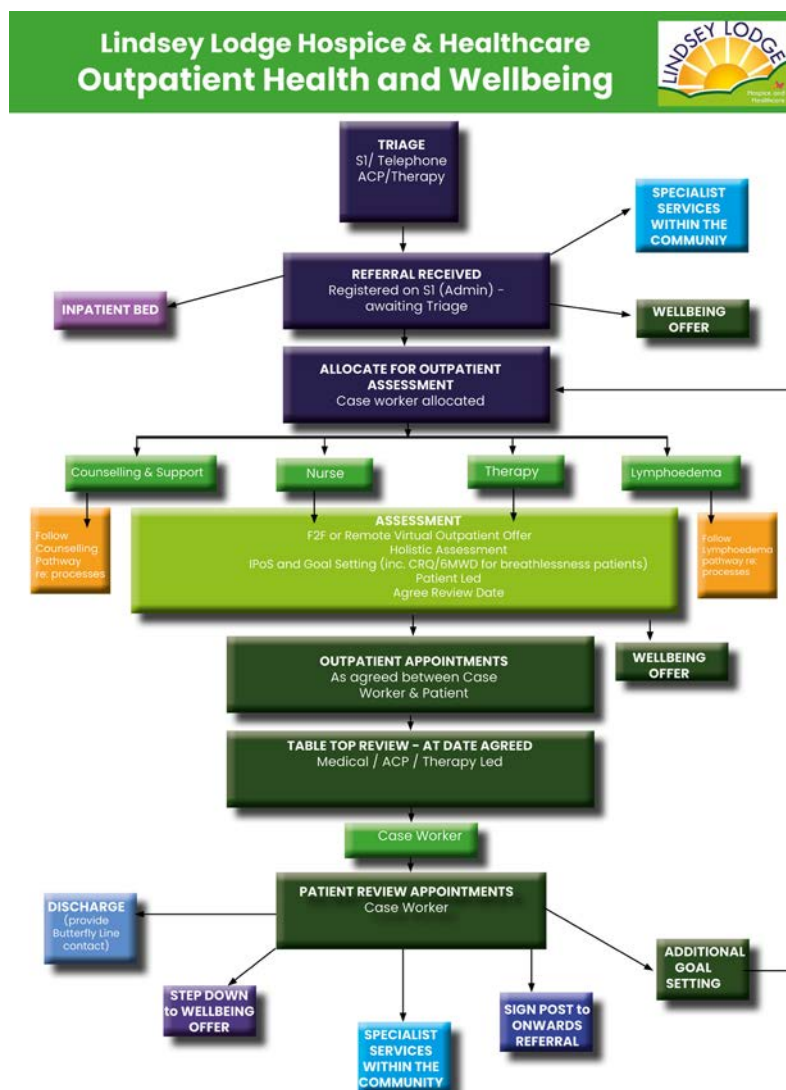 Lindsey Lodge Hospice & Healthcare
Outpatient Health and Wellbeing
LINDSEY LODGE
Hospice and
Healthcare
TRIAGE
S1/ Telephone
ACP/Therapy
SPECIALIST
SERVICES
WITHIN THE
COMMUNIY
REFERRAL RECEIVED
Registered on S1 (Admin) -
awaiting Triage
INPATIENT BED
WELLBEING
OFFER
ALLOCATE FOR OUTPATIENT
ASSESSMENT
Case worker allocated
Counselling & Support
Nurse
Therapy
Lymphoedema
Follow
Counselling
Pathway
re: processes
ASSESSMENT
F2F or Remote Virtual Outpatient Offer
Holistic Assessment
IPoS and Goal Setting (inc. CRQ/6MWD for breathlessness patients)
Patient Led
Agree Review Date
Follow
Lymphoedema
pathway re:
processes
OUTPATIENT APPOINTMENTS
As agreed between Case
Worker & Patient
WELLBEING
OFFER
TABLE TOP REVIEW - AT DATE AGREED
Medical / ACP / Therapy Led
Case Worker
PATIENT REVIEW APPOINTMENTS
Case Worker
DISCHARGE
(provide
Butterfly Line
contact)
ADDITIONAL
GOAL
SETTING
STEP DOWN
to WELLBEING
OFFER
SPECIALIST
SERVICES
WITHIN THE
COMMUNITY
SIGN POST to
ONWARDS
REFERRAL